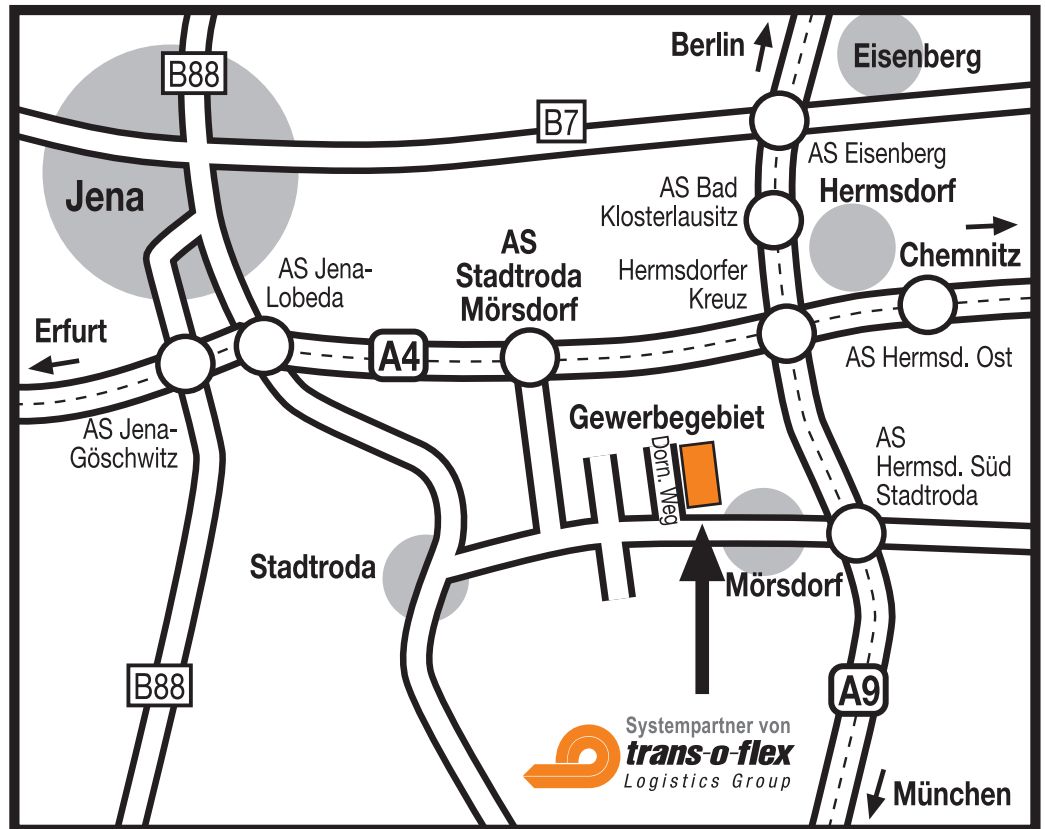 Berlin
Eisenberg
B88
B7
AS Eisenberg
Jena
AS Bad
Klosterlausitz
Hermsdorf
AS
Stadtroda
Mörsdorf
Chemnitz
AS Jena-
Lobeda
Hermsdorfer
Kreuz
Erfurt
A4
AS Hermsd. Ost
AS Jena-
Göschwitz
Gewerbegebiet
Dorn. Weg
AS
Hermsd. Süd
Stadtroda
Stadtroda
Mörsdorf
B88
A9
Systempartner von
trans-o-flex
Logistics Group
München